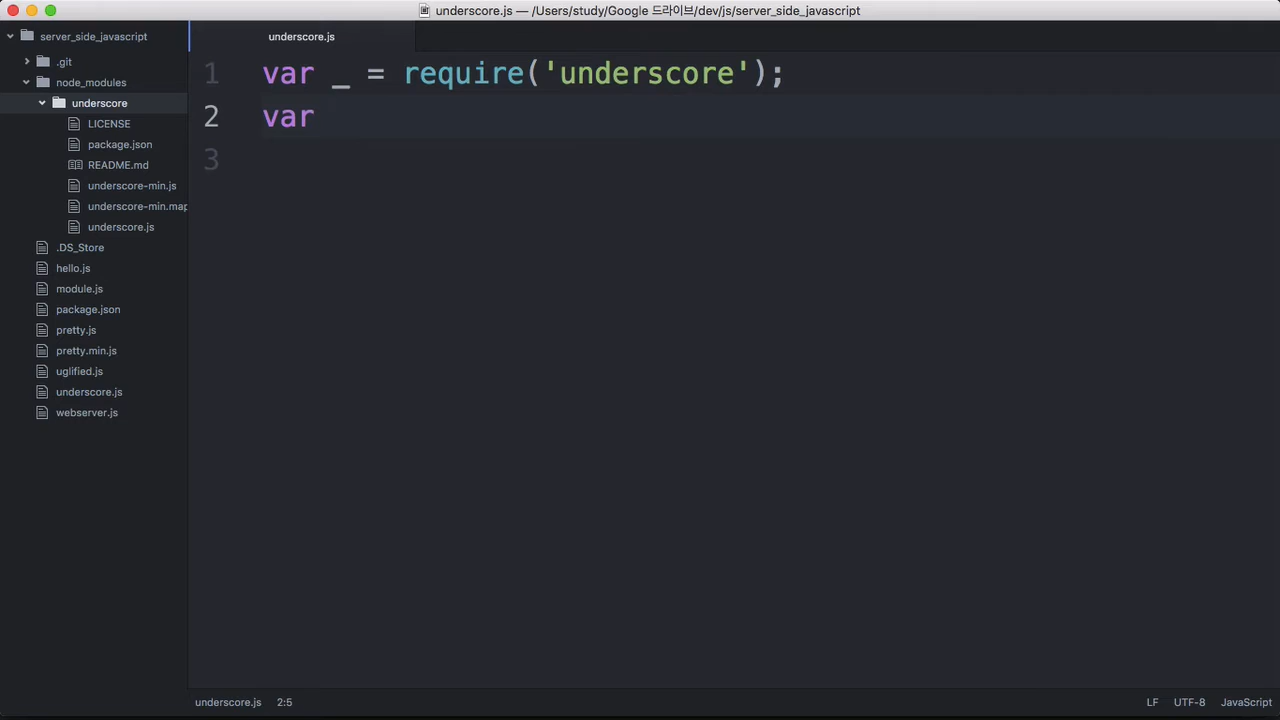 underscore.js — /Users/study/Google 드라이브/dev/js/server_side_javascript
server_side_javascript
.git
node_modules
underscore
LICENSE
package.json
README.md
underscore-min.js
underscore-min.map
underscore.js
.DS_Store
hello.js
module.js
package.json
pretty.js
pretty.min.js
uglified.js
underscore.js
webserver.js
underscore.js
1 var _ = require('underscore');
2 var
3
underscore.js 2:5 LF UTF-8 JavaScript